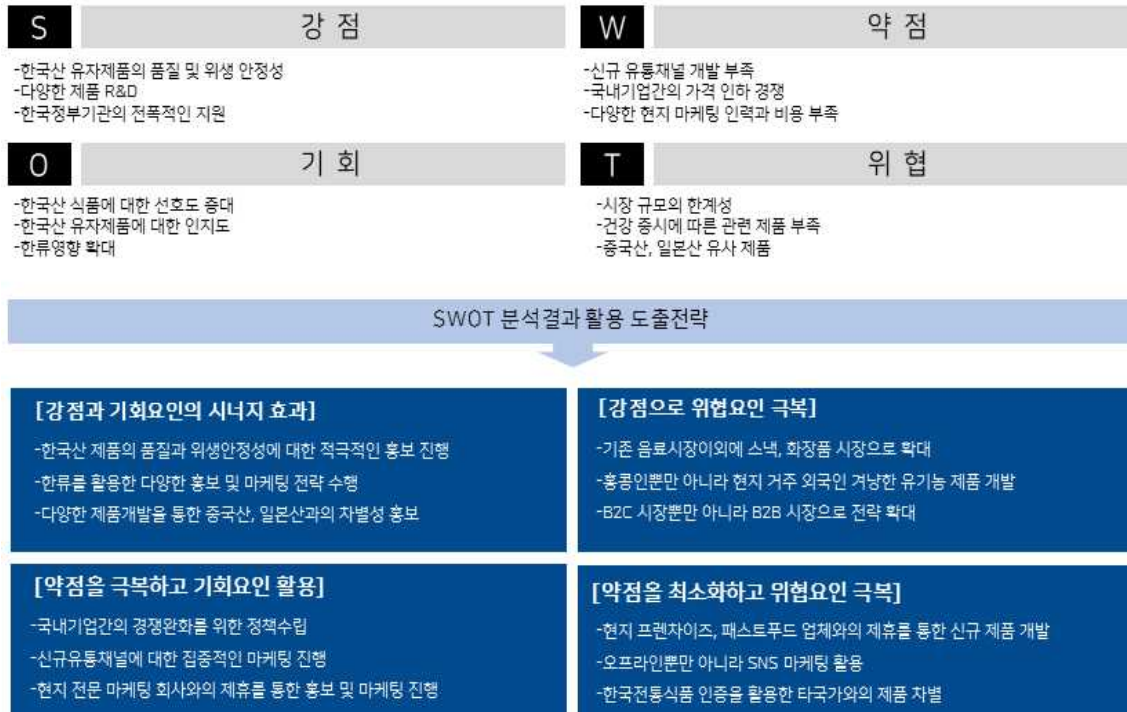 S 강 점
-한국산 유자제품의 품질 및 위생 안정성
-다양한 제품 R&D
-한국정부기관의 전폭적인 지원
W 약 점
-신규 유통채널 개발 부족
-국내기업간의 가격 인하 경쟁
-다양한 현지 마케팅 인력과 비용 부족
O 기 회
-한국산 식품에 대한 선호도 증대
-한국산 유자제품에 대한 인지도
-한류영향 확대
T 위 협
-시장 규모의 한계성
-건강 중시에 따른 관련 제품 부족
-중국산, 일본산 유사 제품
SWOT 분석결과 활용 도출전략
[강점과 기회요인의 시너지 효과]
-한국산 제품의 품질과 위생안정성에 대한 적극적인 홍보 진행
-한류를 활용한 다양한 홍보 및 마케팅 전략 수행
-다양한 제품개발을 통한 중국산, 일본산과의 차별성 홍보
[강점으로 위협요인 극복]
-기존 음료시장이외에 스낵, 화장품 시장으로 확대
-홍콩인뿐만 아니라 현지 거주 외국인 겨냥한 유기농 제품 개발
-B2C 시장뿐만 아니라 B2B 시장으로 전략 확대
[약점을 극복하고 기회요인 활용]
-국내기업간의 경쟁완화를 위한 정책수립
-신규유통채널에 대한 집중적인 마케팅 진행
-현지 전문 마케팅 회사와의 제휴를 통한 홍보 및 마케팅 진행
[약점을 최소화하고 위협요인 극복]
-현지 프렌차이즈, 패스트푸드 업체와의 제휴를 통한 신규 제품 개발
-오프라인뿐만 아니라 SNS 마케팅 활용
-한국전통식품 인증을 활용한 타국가와의 제품 차별